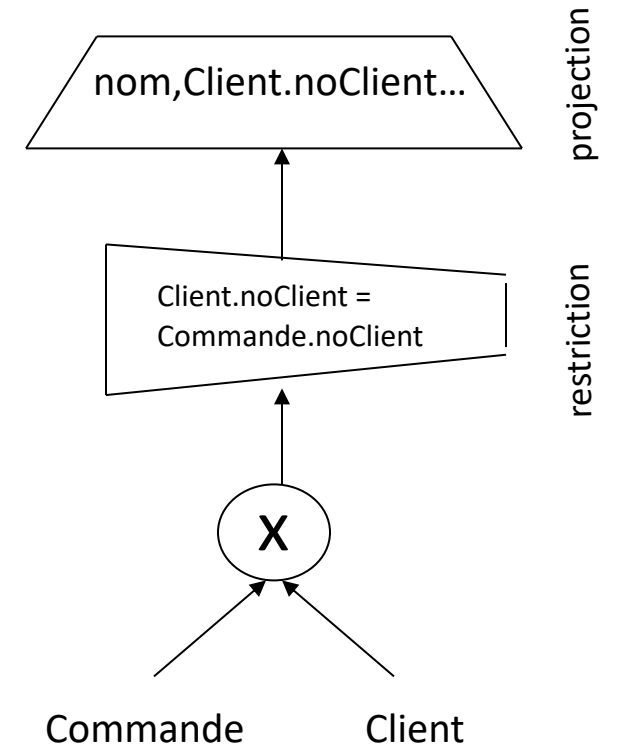 nom,Client.noClient…
projection
Client.noClient =
Commande.noClient
restriction
X
Commande
Client